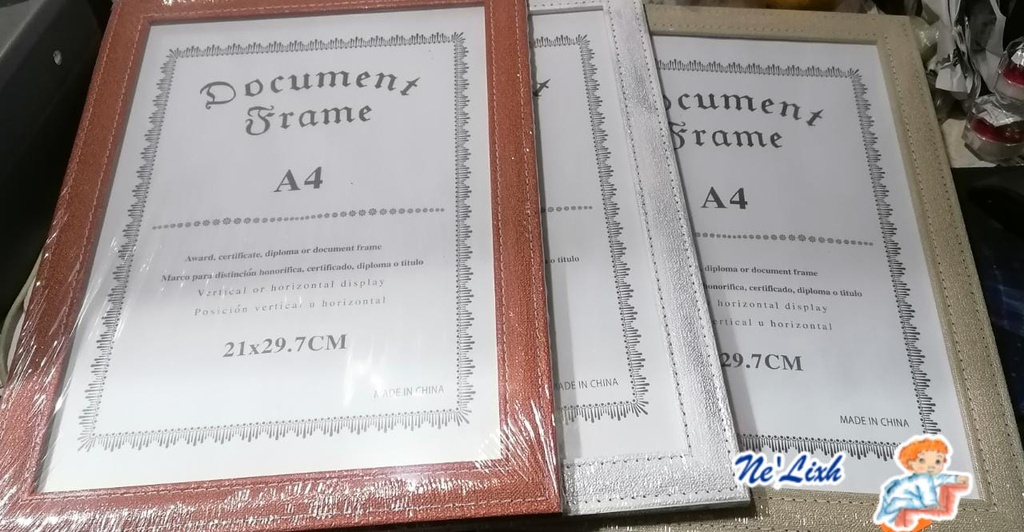 Document
Frame
A4
Award, certificate, diploma or document frame
Marco para distinción honorifica, certificado, diploma o titulo
Vertical or horizontal display
Posición vertical u horizontal
21x29.7CM
MADE IN CHINA
titulo
MADE IN CHINA
ocument
Frame
A4
diploma or document frame
honorifica, certificado, diploma o titulo
horizontal display
vertical u horizontal
29.7CM
MADE IN CHINA
Ne'Lixh